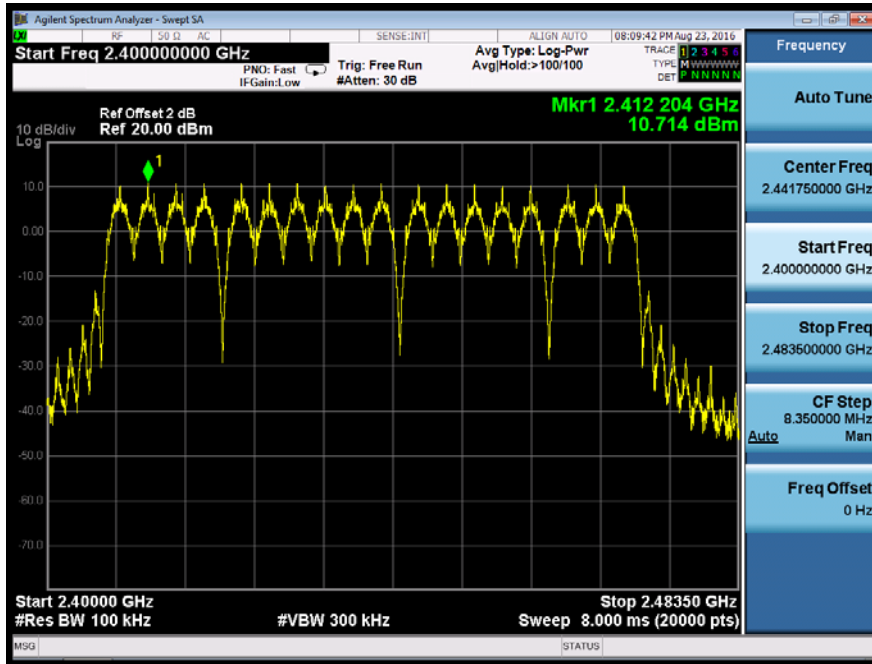 Agilent Spectrum Analyzer - Swept SA
RF 50 Ω AC SENSE:INT ALIGN AUTO 08:09:42 PM Aug 23, 2016
Start Freq 2.400000000 GHz
PNO: Fast
IFGain:Low
Trig: Free Run
#Atten: 30 dB
Avg Type: Log-Pwr
Avg|Hold:>100/100
TRACE 1 2 3 4 5 6
TYPE M W W W W W
DET P N N N N N
Frequency
Ref Offset 2 dB
Ref 20.00 dBm
10 dB/div
Log
Mkr1 2.412 204 GHz
10.714 dBm
1
10.0
0.00
-10.0
-20.0
-30.0
-40.0
-50.0
-60.0
-70.0
Start 2.40000 GHz
Stop 2.48350 GHz
#Res BW 100 kHz
#VBW 300 kHz
Sweep 8.000 ms (20000 pts)
MSG
STATUS
Auto Tune
Center Freq
2.441750000 GHz
Start Freq
2.400000000 GHz
Stop Freq
2.483500000 GHz
CF Step
8.350000 MHz
Auto Man
Freq Offset
0 Hz